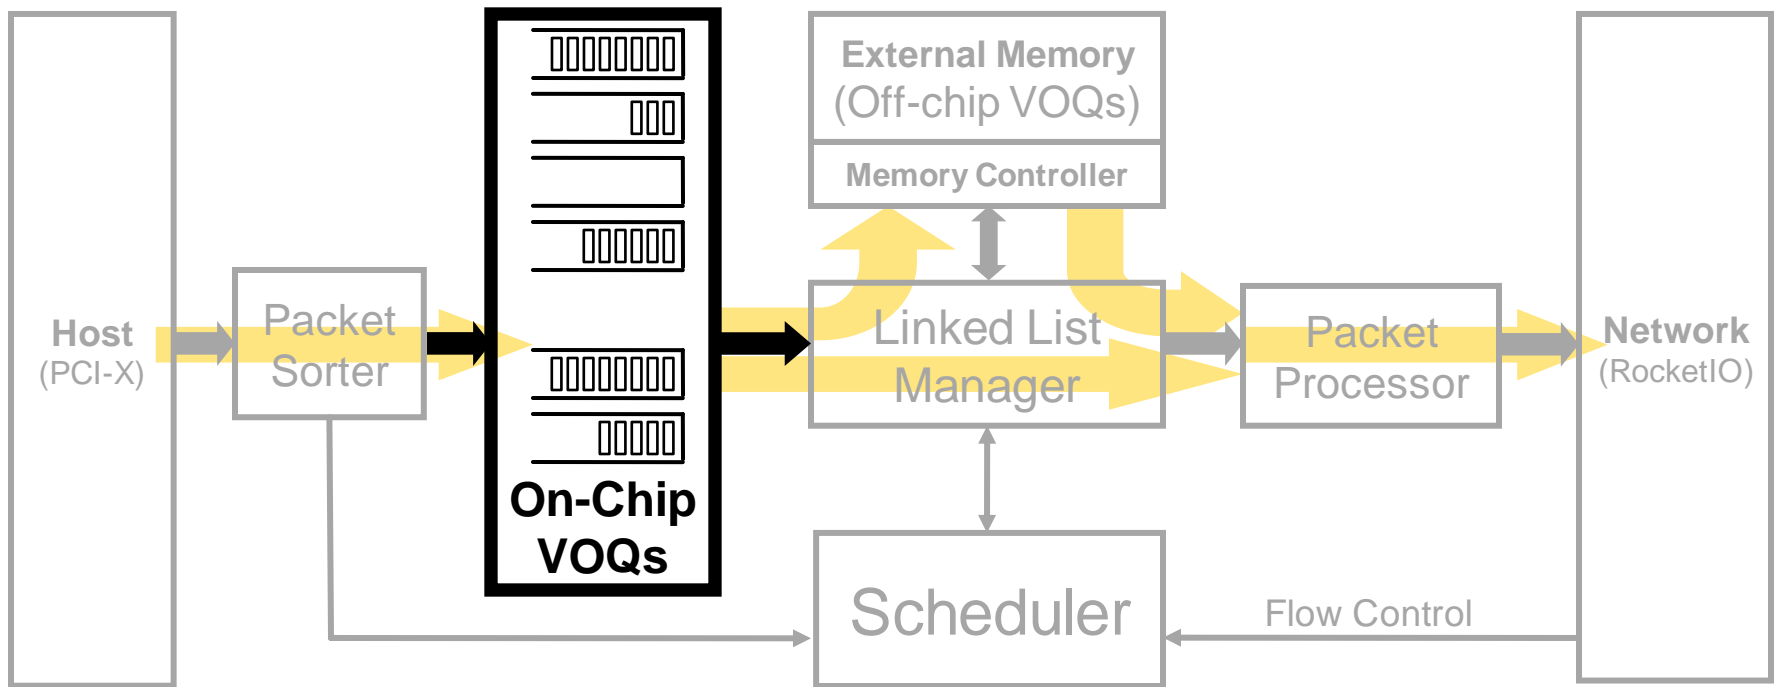 Host
(PCI-X)
Packet
Sorter
On-Chip
VOQs
External Memory
(Off-chip VOQs)
Memory Controller
Linked List
Manager
Scheduler
Packet
Processor
Flow Control
Network
(RocketIO)